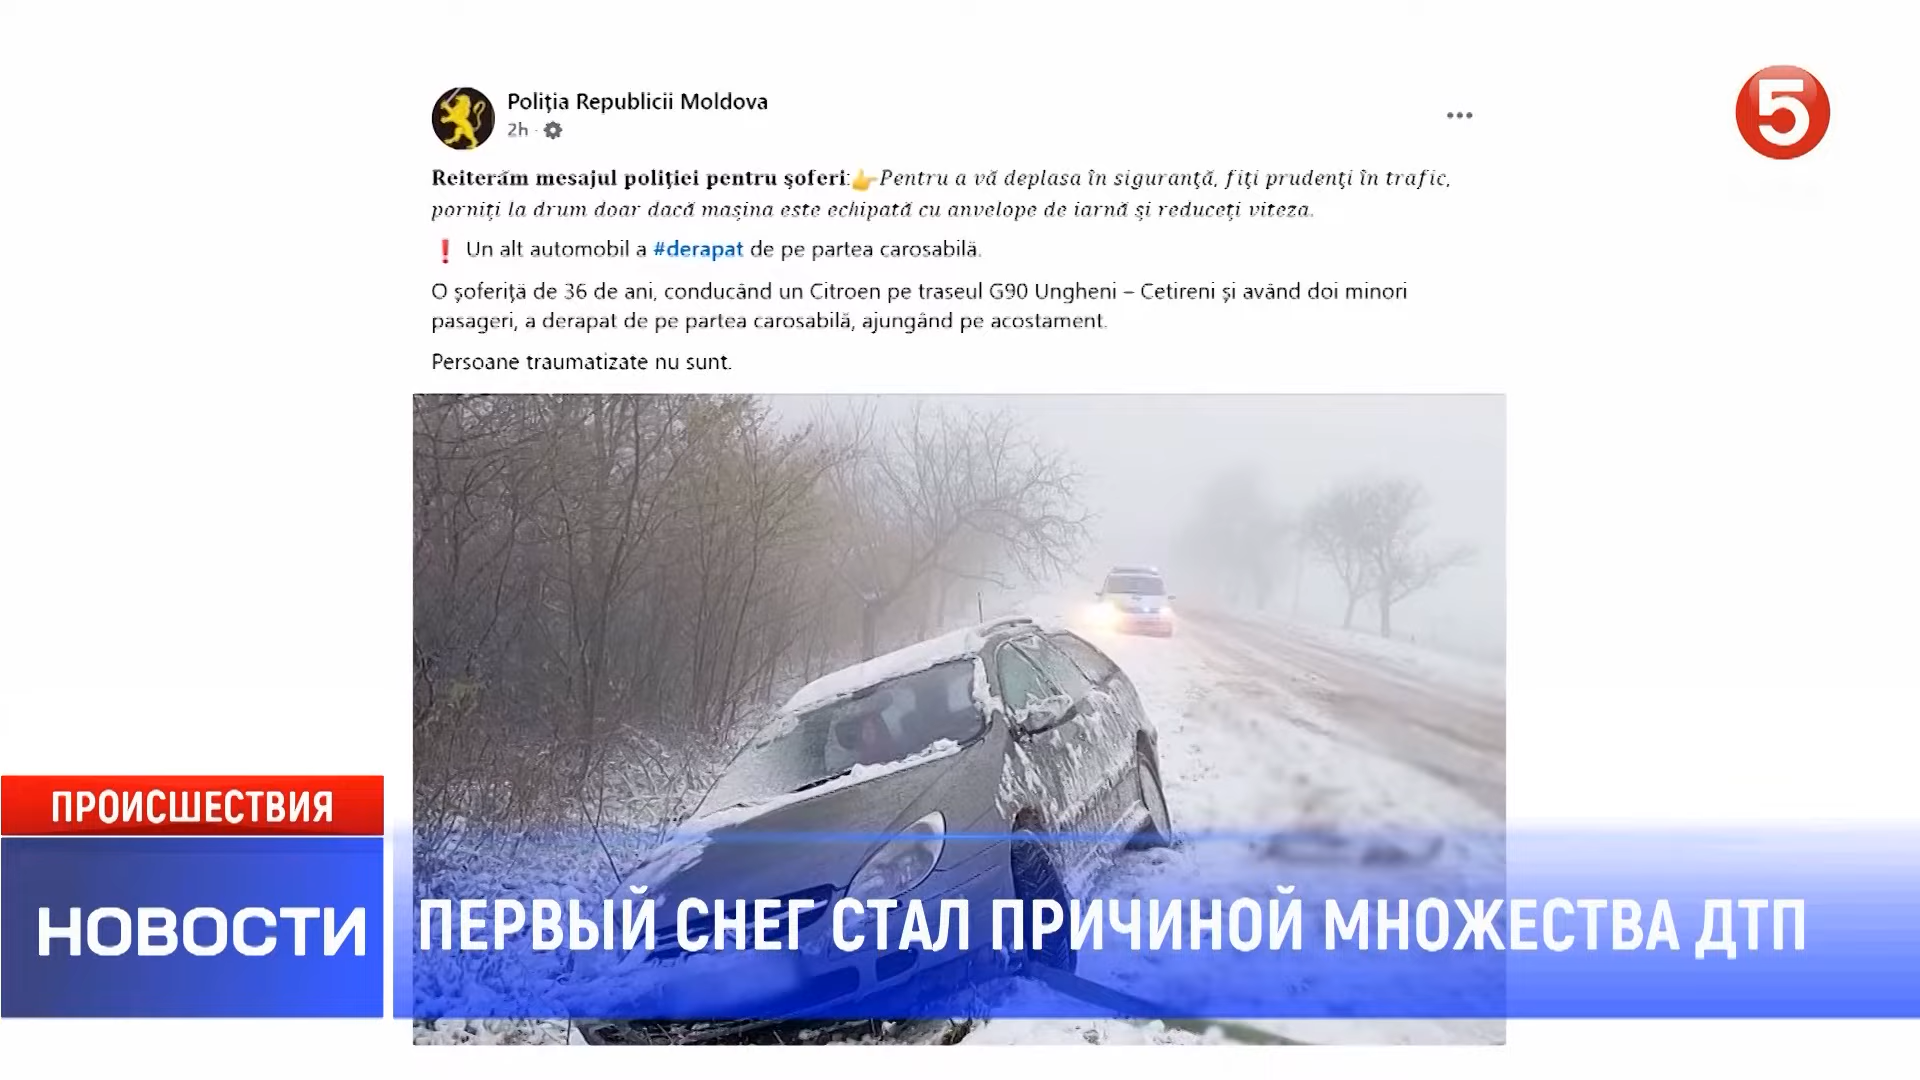 Poliția Republicii Moldova
2h
5
Reiterăm mesajul poliției pentru șoferi: Pentru a vă deplasa în siguranță, fiți prudenți în trafic,
porniți la drum doar dacă mașina este echipată cu anvelope de iarnă și reduceți viteza.
Un alt automobil a #derapat de pe partea carosabilă.
O șoferiță de 36 de ani, conducând un Citroen pe traseul G90 Ungheni – Cetireni și având doi minori
pasageri, a derapat de pe partea carosabilă, ajungând pe acostament.
Persoane traumatizate nu sunt.
ПРОИСШЕСТВИЯ
НОВОСТИ
ПЕРВЫЙ СНЕГ СТАЛ ПРИЧИНОЙ МНОЖЕСТВА ДТП